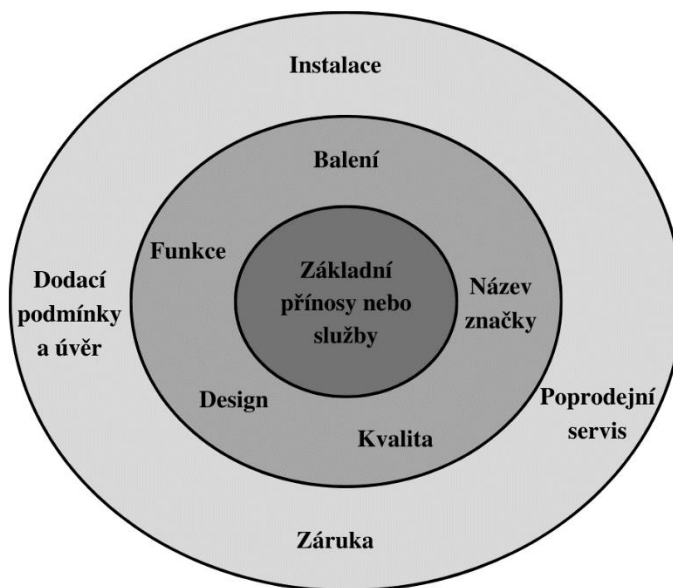 Instalace
Balení
Funkce
Základní
přínosy nebo
služby
Název
značky
Dodací
podmínky
a úvěr
Design
Kvalita
Poprodejní
servis
Záruka